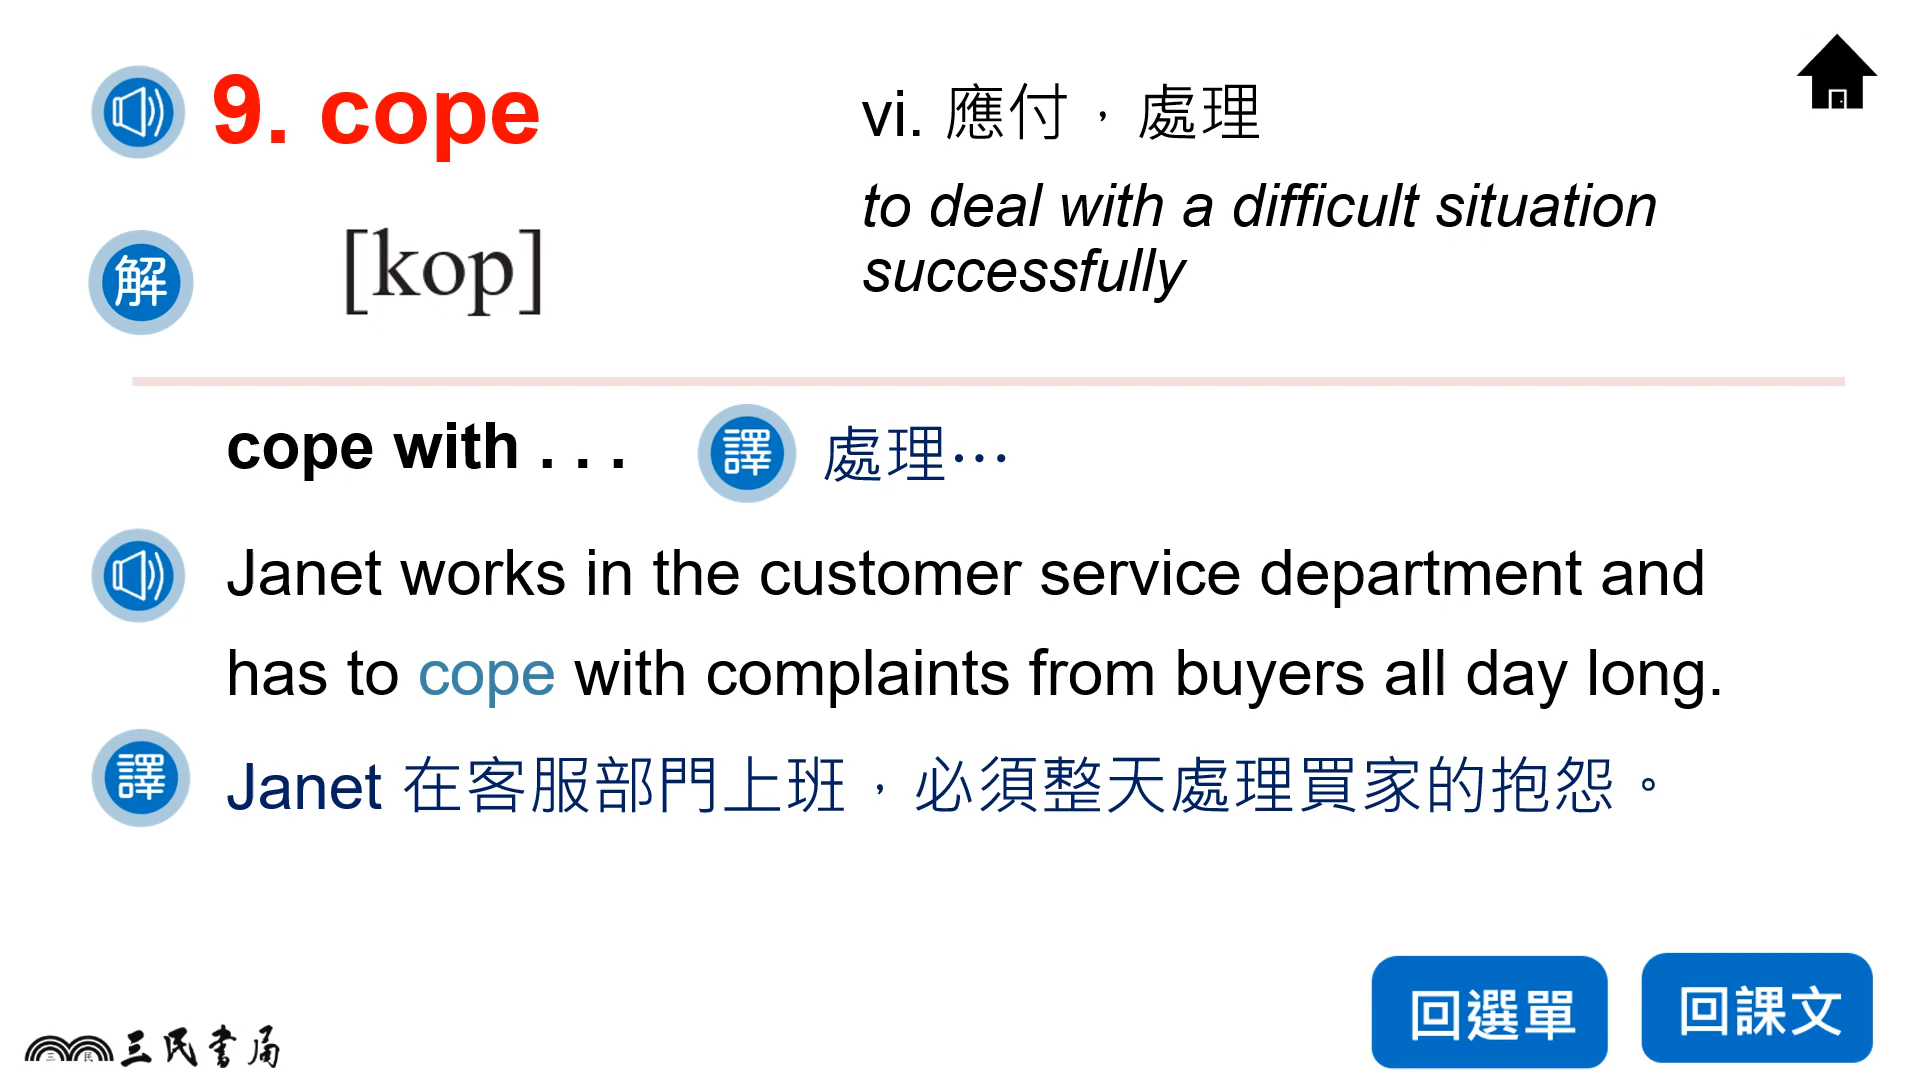 9. cope
vi. 應付，處理
解
[kop]
to deal with a difficult situation
successfully
cope with . . .
譯
處理…
Janet works in the customer service department and
has to cope with complaints from buyers all day long.
譯
Janet 在客服部門上班，必須整天處理買家的抱怨。
回選單
回課文
三民書局